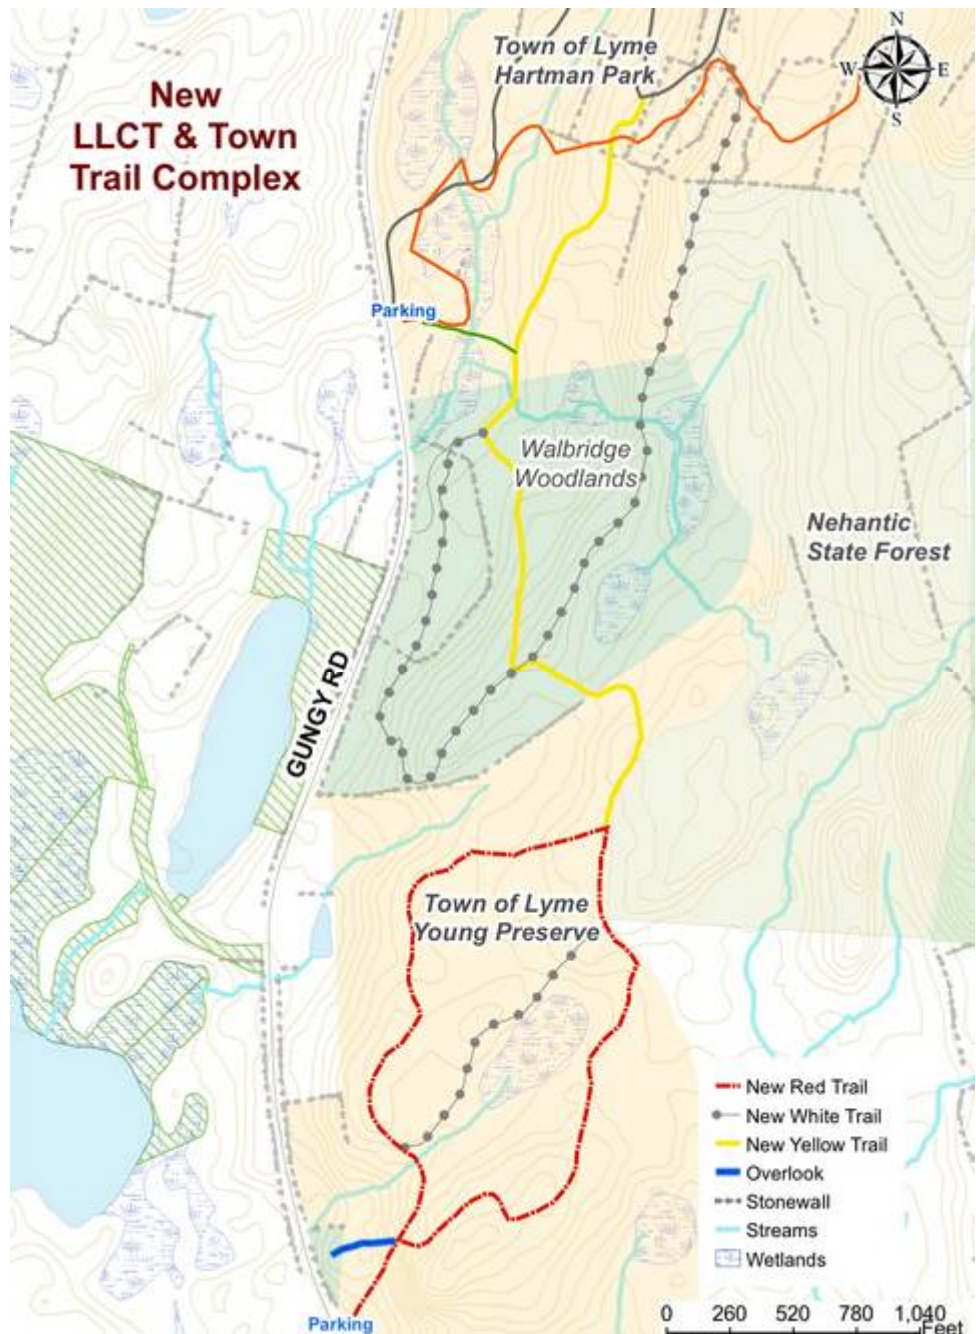 New
LLCT & Town
Trail Complex
Town of Lyme
Hartman Park
N
W
E
S
Parking
Walbridge
Woodlands
Nehantic
State Forest
GUNGY RD
Town of Lyme
Young Preserve
New Red Trail
New White Trail
New Yellow Trail
Overlook
Stonewall
Streams
Wetlands
Parking
0 260 520 780 1,040
Feet